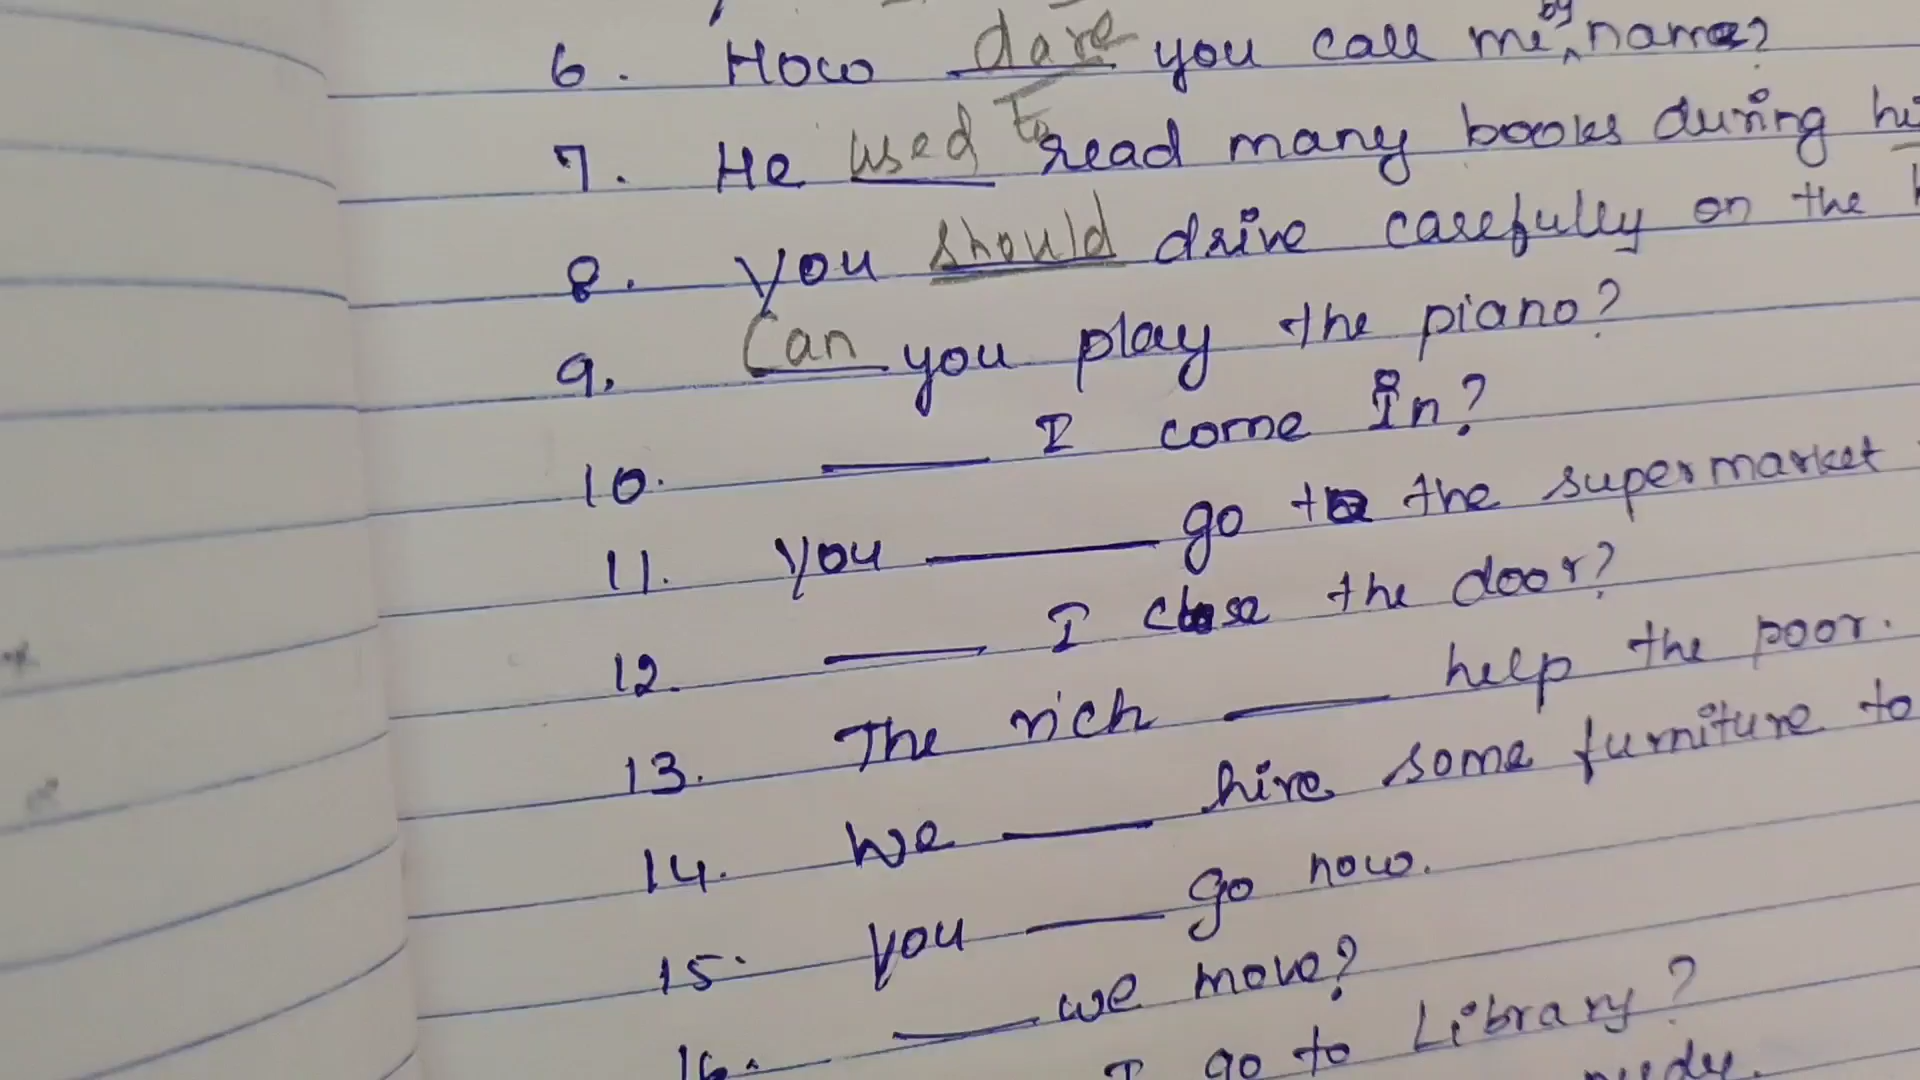 6. How dare you call me by name?
7. He used to read many books during
8. You should drive carefully on the
9. Can you play the piano?
10. ____ I come In?
11. You ____ go to the supermarket
12. ____ I close the door?
13. The rich ____ help the poor.
14. We ____ hire some furniture to
15. You ____ go now.
16. ____ we move?
I go to Library?